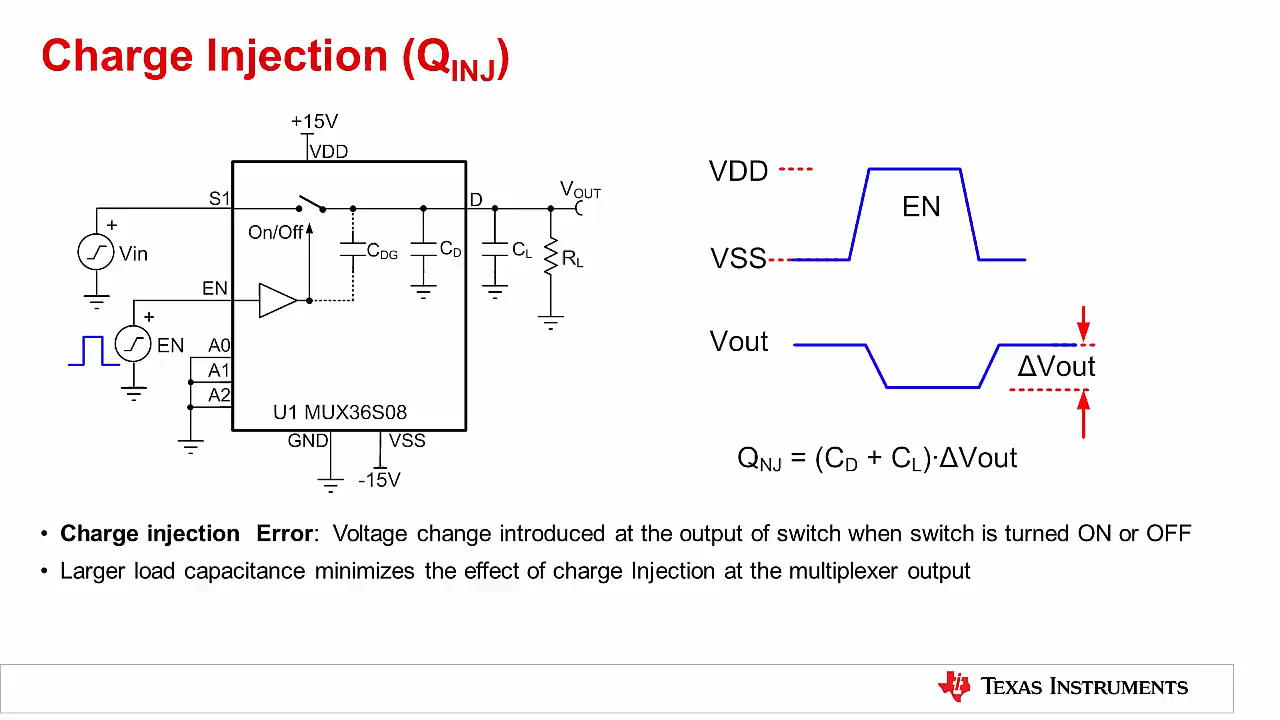 Charge Injection (QINJ)
+15V
VDD
S1
D
VOUT
On/Off
+
Vin
CDG
CD
CL
RL
EN
+
EN
A0
A1
A2
U1 MUX36S08
GND
VSS
-15V
VDD
EN
VSS
Vout
ΔVout
QNJ = (CD + CL)·ΔVout
• Charge injection Error: Voltage change introduced at the output of switch when switch is turned ON or OFF
• Larger load capacitance minimizes the effect of charge Injection at the multiplexer output
TEXAS INSTRUMENTS